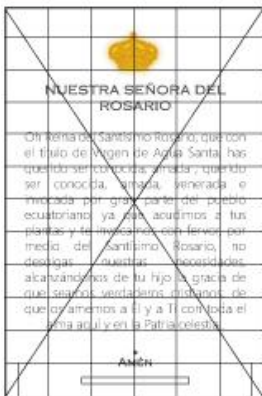 NUESTRA SEÑORA DEL
ROSARIO
Oh Reina del Santísimo Rosario, que con
el título de Virgen de Agua Santa, has
querido ser conocida, amada, querido
ser conocida, amada, venerada e
invocada por gran parte del pueblo
ecuatoriano, ya que acudimos a tus
plantas y te invocamos con fervor, por
medio del Santísimo Rosario, no
desoigas nuestras necesidades,
alcanzándonos de tu hijo la gracia de
que seamos verdaderos cristianos, de
que os amemos a Él y a Ti con toda el
alma aquí y en la Patria celestial.
AMÉN